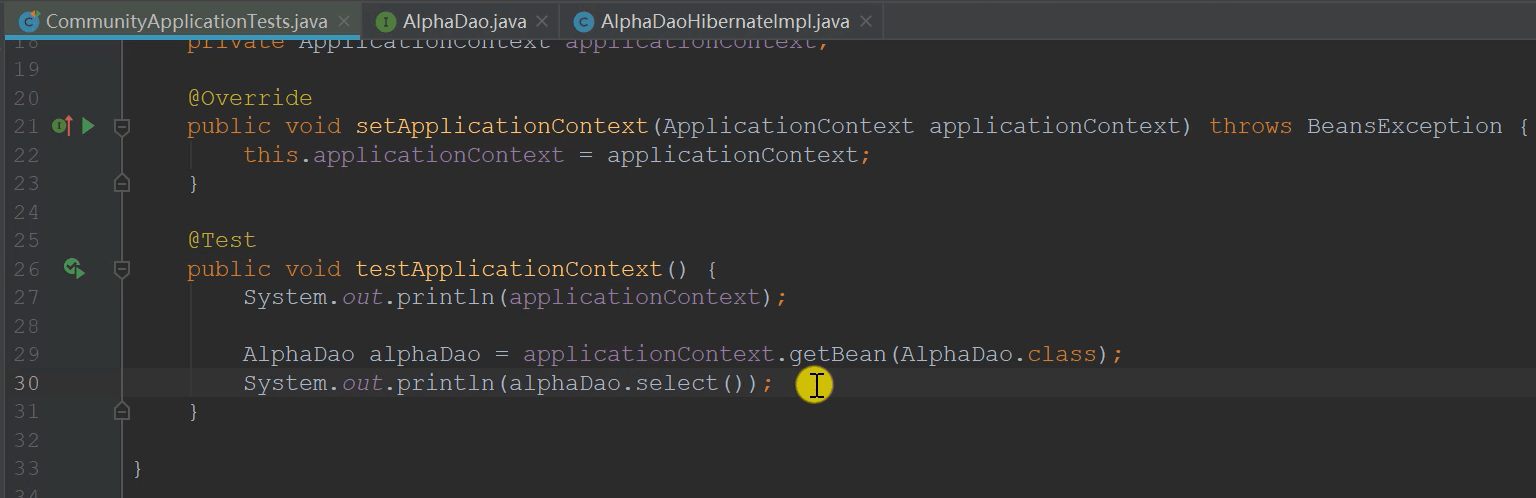 CommunityApplicationTests.java AlphaDao.java AlphaDaoHibernateImpl.java
18 private ApplicationContext applicationContext;
19
20 @Override
21 public void setApplicationContext(ApplicationContext applicationContext) throws BeansException {
22 this.applicationContext = applicationContext;
23 }
24
25 @Test
26 public void testApplicationContext() {
27 System.out.println(applicationContext);
28
29 AlphaDao alphaDao = applicationContext.getBean(AlphaDao.class);
30 System.out.println(alphaDao.select());
31 }
32
33 }
34